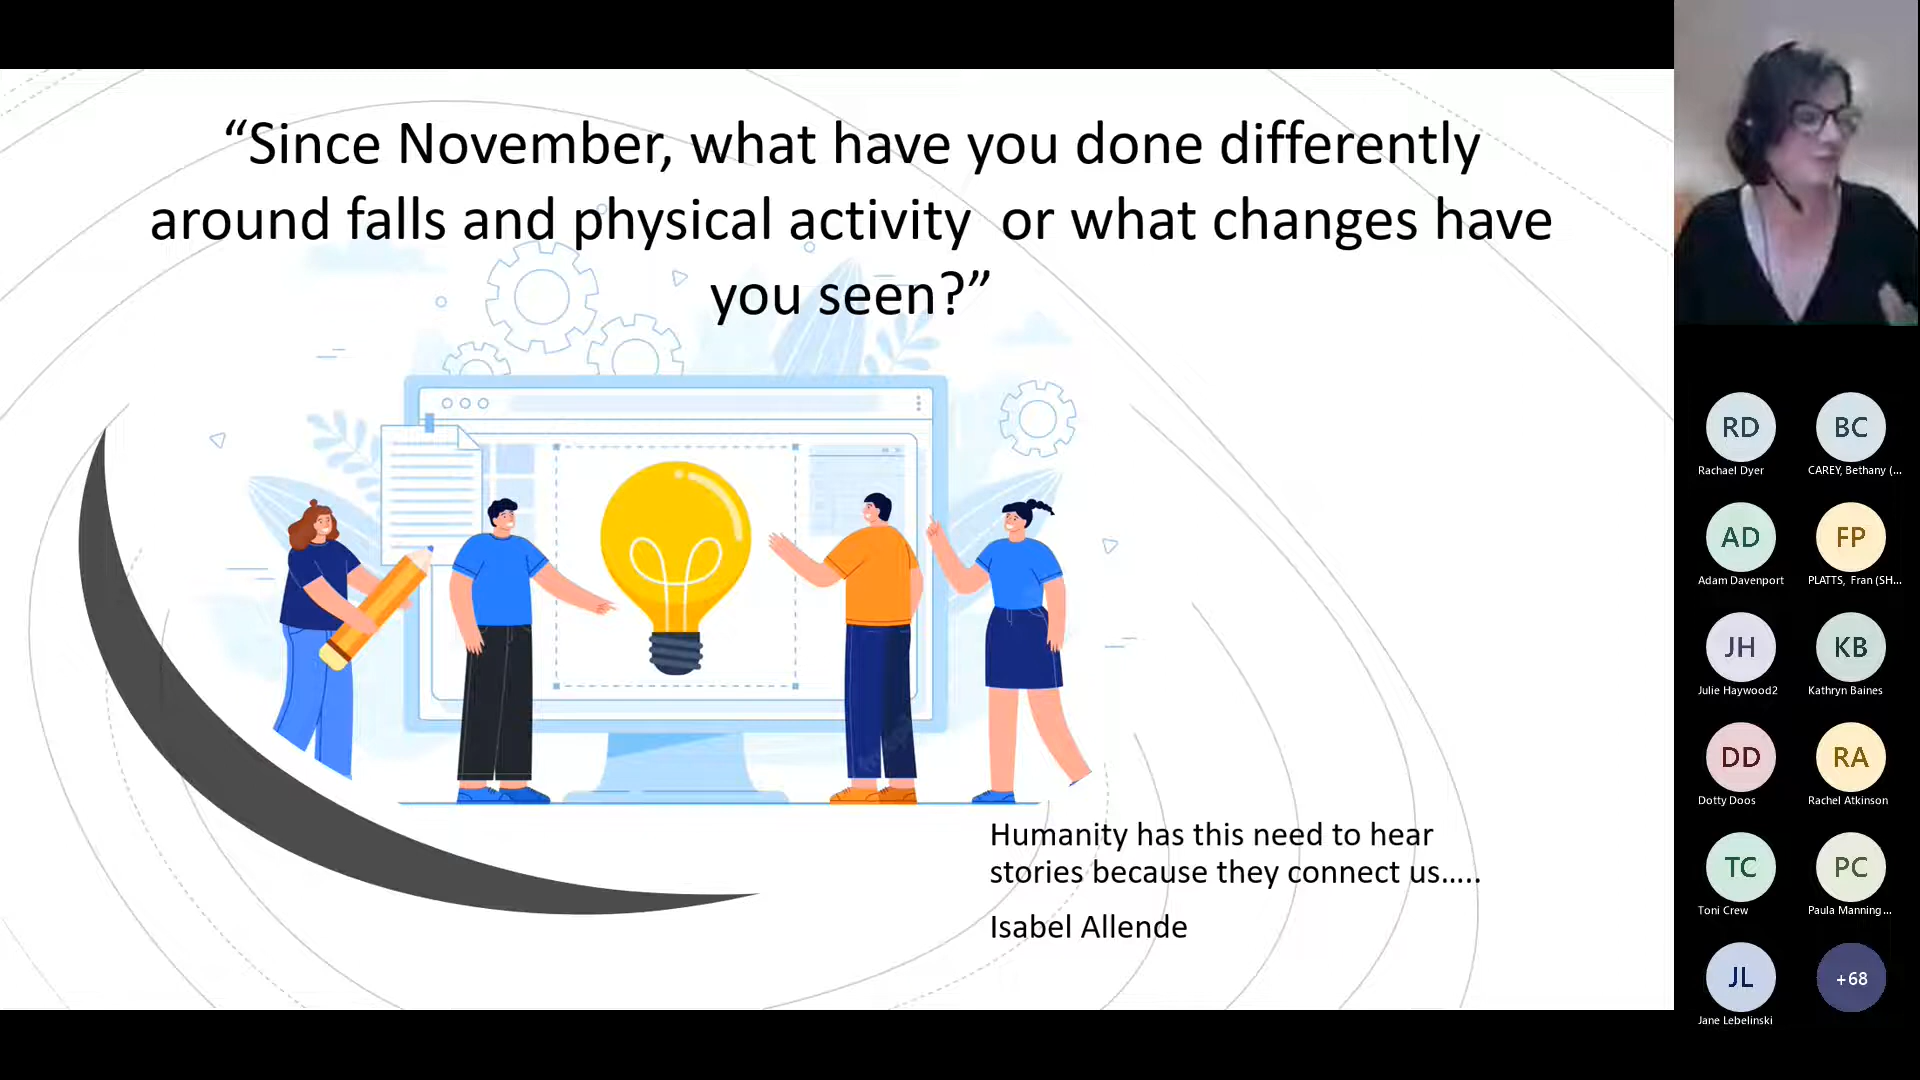 “Since November, what have you done differently
around falls and physical activity  or what changes have
you seen?”
Humanity has this need to hear
stories because they connect us.....
Isabel Allende
RD
BC
Rachael Dyer
CAREY, Bethany (...
AD
FP
Adam Davenport
PLATTS, Fran (SH...
JH
KB
Julie Haywood2
Kathryn Baines
DD
RA
Dotty Doos
Rachel Atkinson
TC
PC
Toni Crew
Paula Manning...
JL
+68
Jane Lebelinski